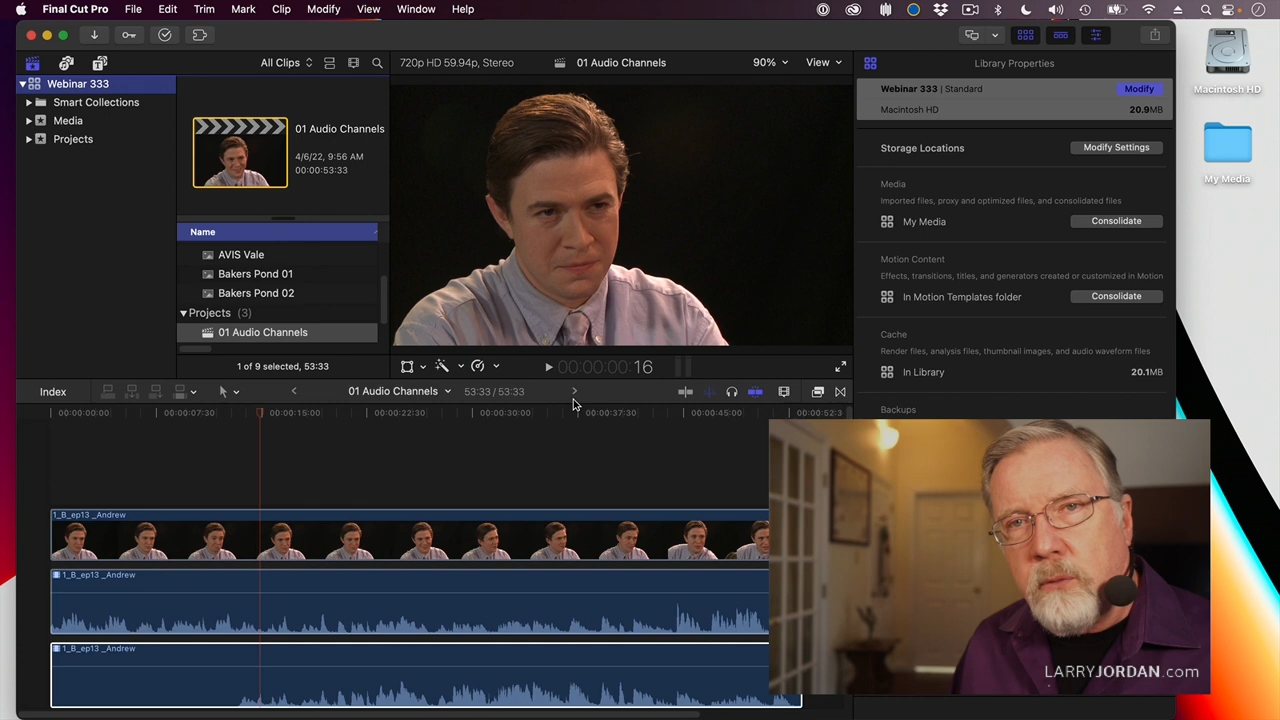 Final Cut Pro File Edit Trim Mark Clip Modify View Window Help
All Clips 720p HD 59.94p, Stereo 01 Audio Channels 90% View Library Properties
Webinar 333
Smart Collections
Media
Projects
01 Audio Channels
4/6/22, 9:56 AM
00:00:53:33
Name
AVIS Vale
Bakers Pond 01
Bakers Pond 02
Projects (3)
01 Audio Channels
1 of 9 selected, 53:33
00:00:00:16
Webinar 333 | Standard Modify
Macintosh HD 20.9MB
Storage Locations Modify Settings
Media
Imported files, proxy and optimized files, and consolidated files
My Media Consolidate
Motion Content
Effects, transitions, titles, and generators created or customized in Motion
In Motion Templates folder Consolidate
Cache
Render files, analysis files, thumbnail images, and audio waveform files
In Library 20.1MB
Backups
Macintosh HD
My Media
Index 01 Audio Channels 53:33 / 53:33
00:00:00:00 00:00:07:30 00:00:15:00 00:00:22:30 00:00:30:00 00:00:37:30 00:00:45:00 00:00:52:3
1_B_ep13 _Andrew
1_B_ep13 _Andrew
1_B_ep13 _Andrew
LARRYJORDAN.com